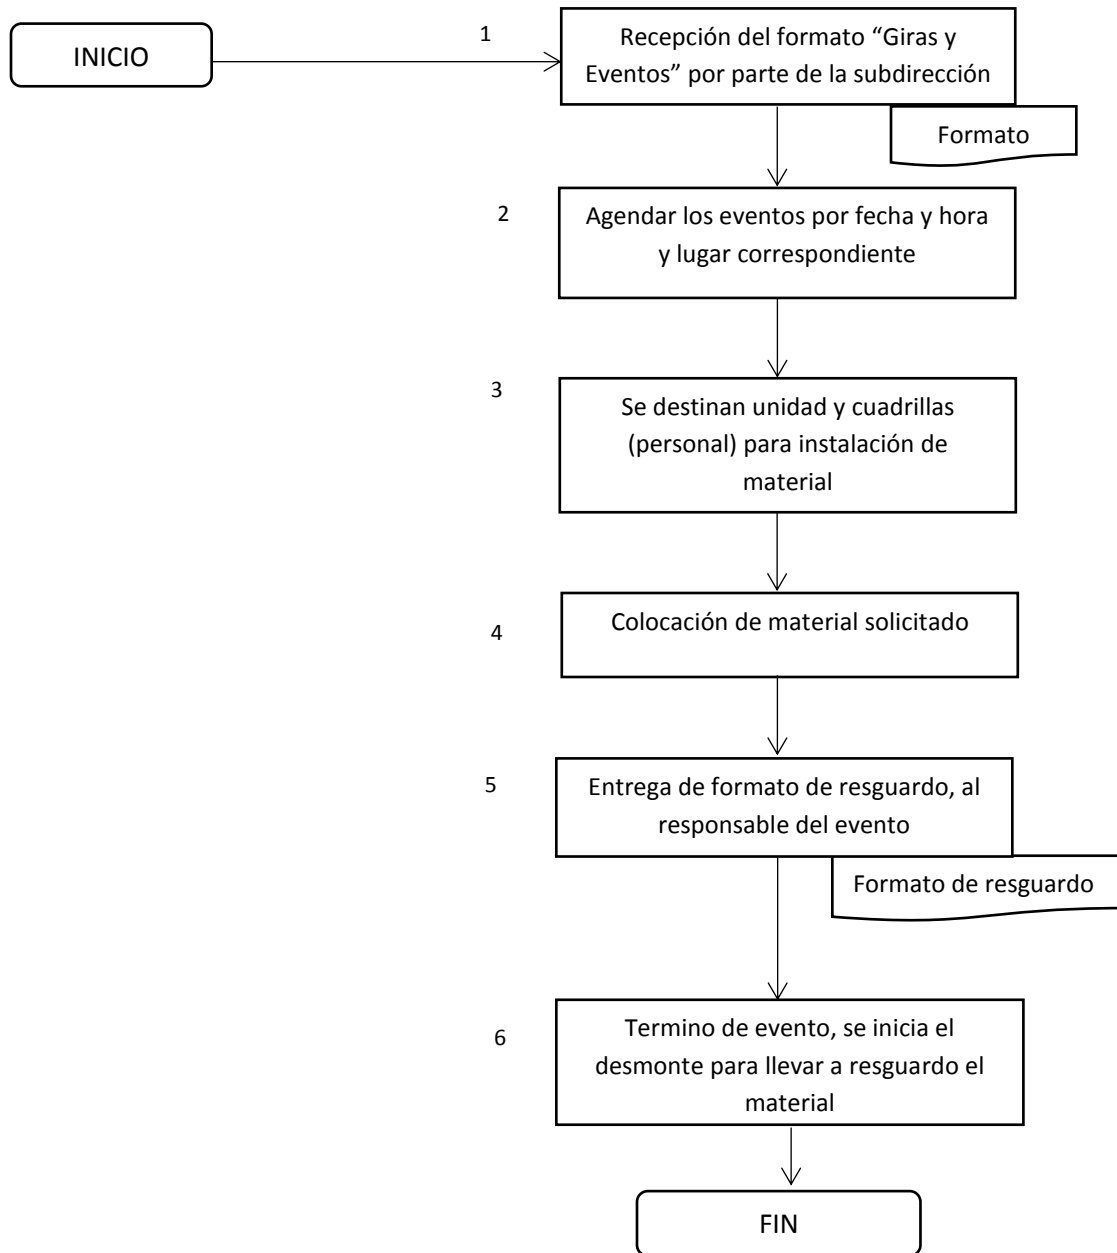 INICIO
1
Recepción del formato “Giras y
Eventos” por parte de la subdirección
Formato
2
Agendar los eventos por fecha y hora
y lugar correspondiente
3
Se destinan unidad y cuadrillas
(personal) para instalación de
material
4
Colocación de material solicitado
5
Entrega de formato de resguardo, al
responsable del evento
Formato de resguardo
6
Termino de evento, se inicia el
desmonte para llevar a resguardo el
material
FIN